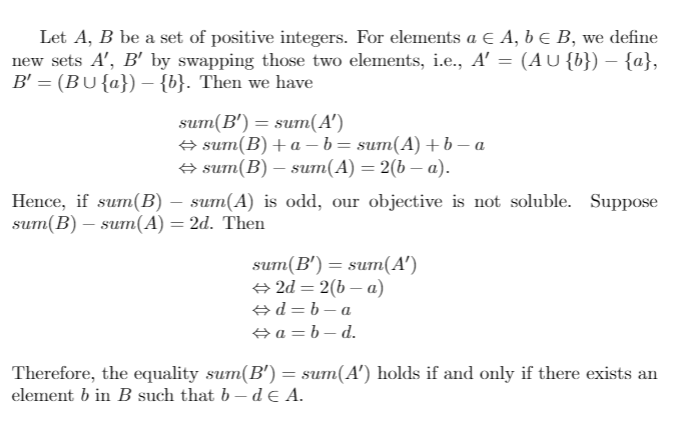 Let A, B be a set of positive integers. For elements a ∈ A, b ∈ B, we define
new sets A′, B′ by swapping those two elements, i.e., A′ = (A ∪ {b}) − {a},
B′ = (B ∪ {a}) − {b}. Then we have
sum(B′) = sum(A′)
⇔ sum(B) + a − b = sum(A) + b − a
⇔ sum(B) − sum(A) = 2(b − a).
Hence, if sum(B) − sum(A) is odd, our objective is not soluble. Suppose
sum(B) − sum(A) = 2d. Then
sum(B′) = sum(A′)
⇔ 2d = 2(b − a)
⇔ d = b − a
⇔ a = b − d.
Therefore, the equality sum(B′) = sum(A′) holds if and only if there exists an
element b in B such that b − d ∈ A.